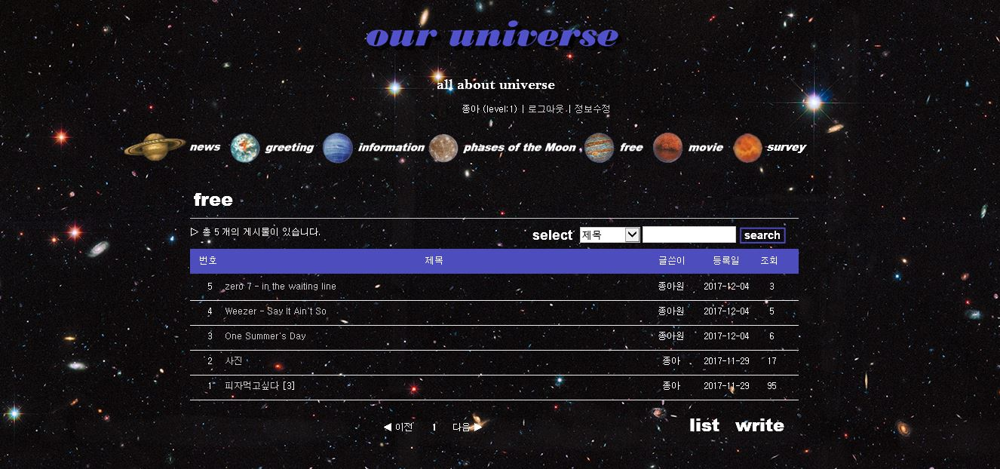 our universe
all about universe
종아 (level:1) | 로그아웃 | 정보수정
news greeting information phases of the Moon free movie survey
free
▷ 총 5 개의 게시물이 있습니다.
select 제목 search
번호 제목 글쓴이 등록일 조회
5 zero 7 - in the waiting line 종아원 2017-12-04 3
4 Weezer - Say It Ain't So 종아원 2017-12-04 5
3 One Summer's Day 종아원 2017-12-04 6
2 사진 종아 2017-11-29 17
1 피자먹고싶다 [3] 종아 2017-11-29 95
◀ 이전 1 다음 ▶
list write